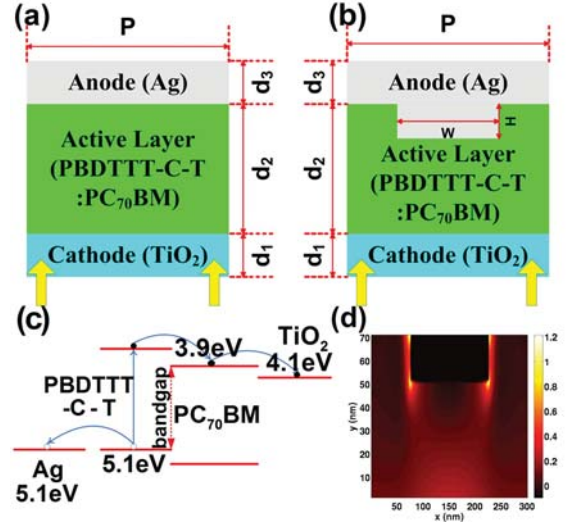 (a)
P
Anode (Ag)
d3
Active Layer
(PBDTTT-C-T
:PC70BM)
d2
Cathode (TiO2)
d1
(b)
P
Anode (Ag)
d3
W
H
Active Layer
(PBDTTT-C-T
:PC70BM)
d2
Cathode (TiO2)
d1
(c)
PBDTTT
-C-T
3.9eV
TiO2
4.1eV
bandgap
PC70BM
Ag
5.1eV
5.1eV
(d)
y (nm)
70
60
50
40
30
20
10
0 50 100 150 200 250 300
x (nm)
1.2
1
0.8
0.6
0.4
0.2
0